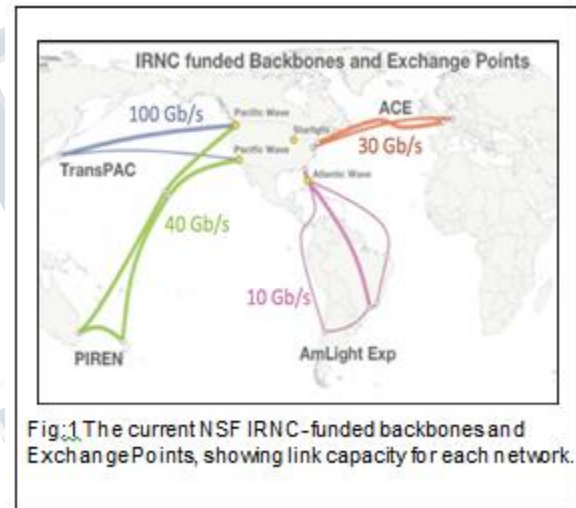 IRNC funded Backbones and Exchange Points
100 Gb/s
Pacific Wave
ACE
Starlight
30 Gb/s
Pacific Wave
TransPAC
Atlantic Wave
40 Gb/s
10 Gb/s
PIREN
AmLight Exp
Fig:1 The current NSF IRNC-funded backbones and
Exchange Points, showing link capacity for each network.